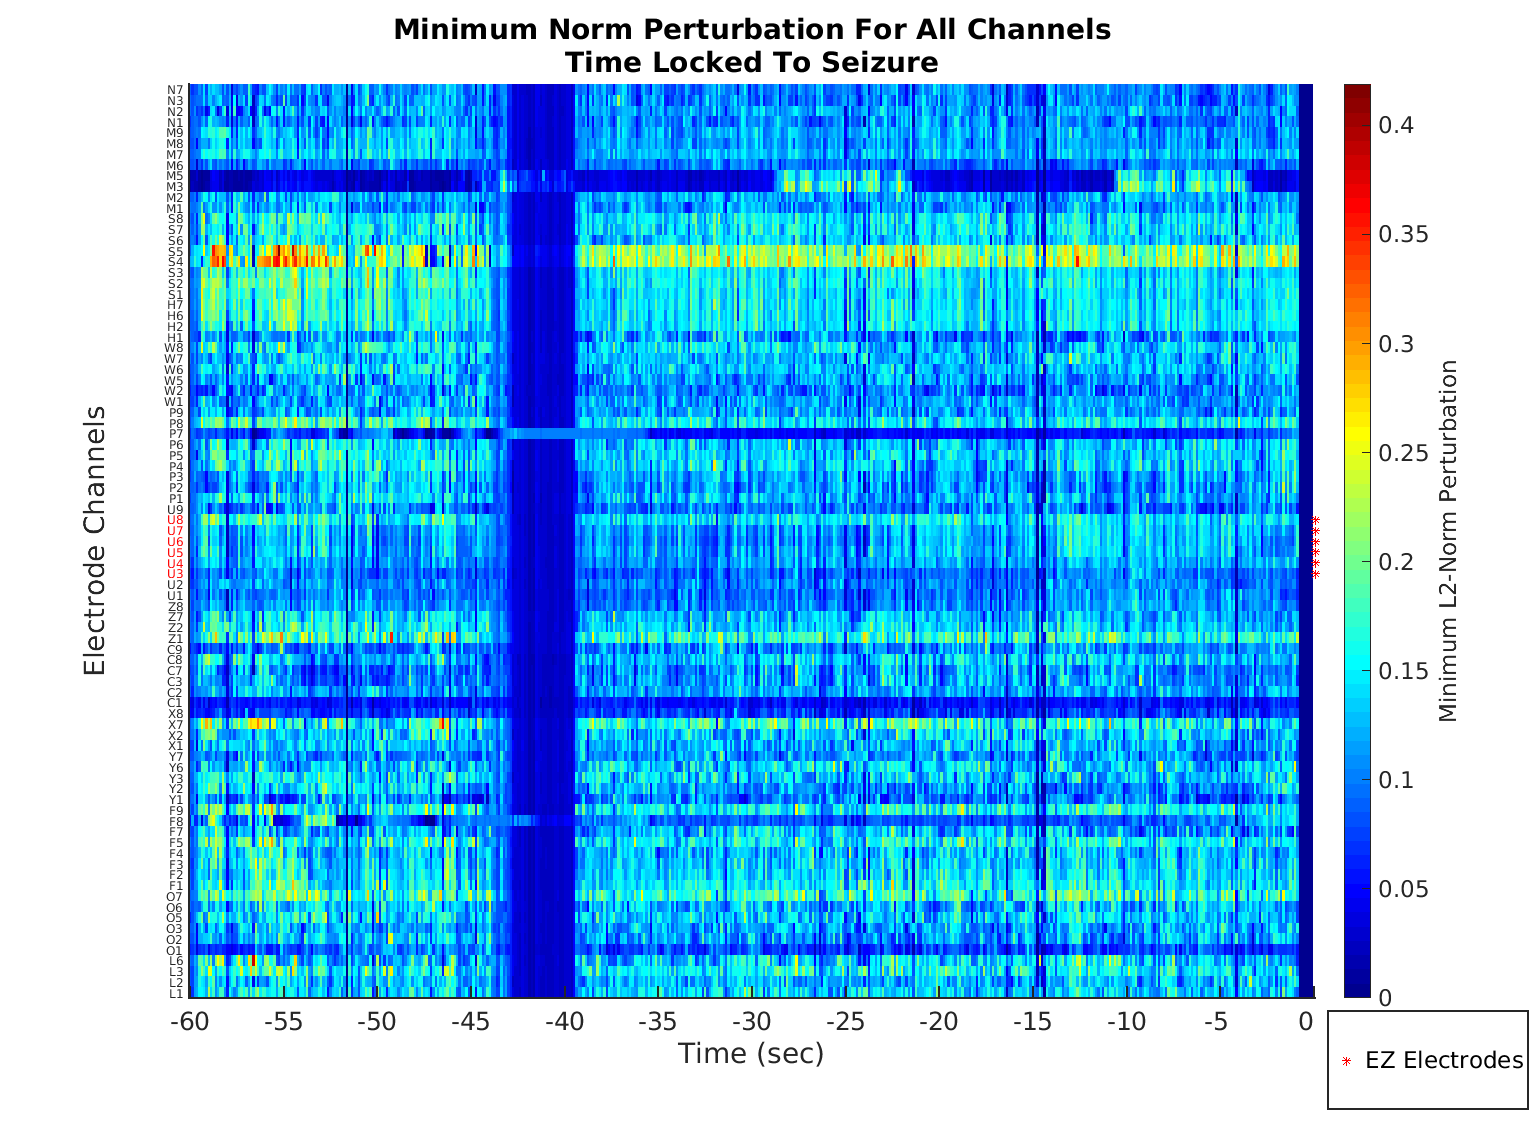 Minimum Norm Perturbation For All Channels
Time Locked To Seizure
Electrode Channels
N7
N3
N2
N1
M9
M8
M7
M6
M5
M3
M2
M1
S8
S7
S6
S5
S4
S3
S2
S1
H7
H6
H2
H1
W8
W7
W6
W5
W2
W1
P9
P8
P7
P6
P5
P4
P3
P2
P1
U9
U8
U7
U6
U5
U4
U3
U2
U1
Z8
Z7
Z2
Z1
C9
C8
C7
C3
C2
C1
X8
X7
X2
X1
Y7
Y6
Y3
Y2
Y1
F9
F8
F7
F5
F4
F3
F2
F1
O7
O6
O5
O3
O2
O1
L6
L3
L2
L1
-60 -55 -50 -45 -40 -35 -30 -25 -20 -15 -10 -5 0
Time (sec)
0.4
0.35
0.3
0.25
0.2
0.15
0.1
0.05
0
Minimum L2-Norm Perturbation
* EZ Electrodes